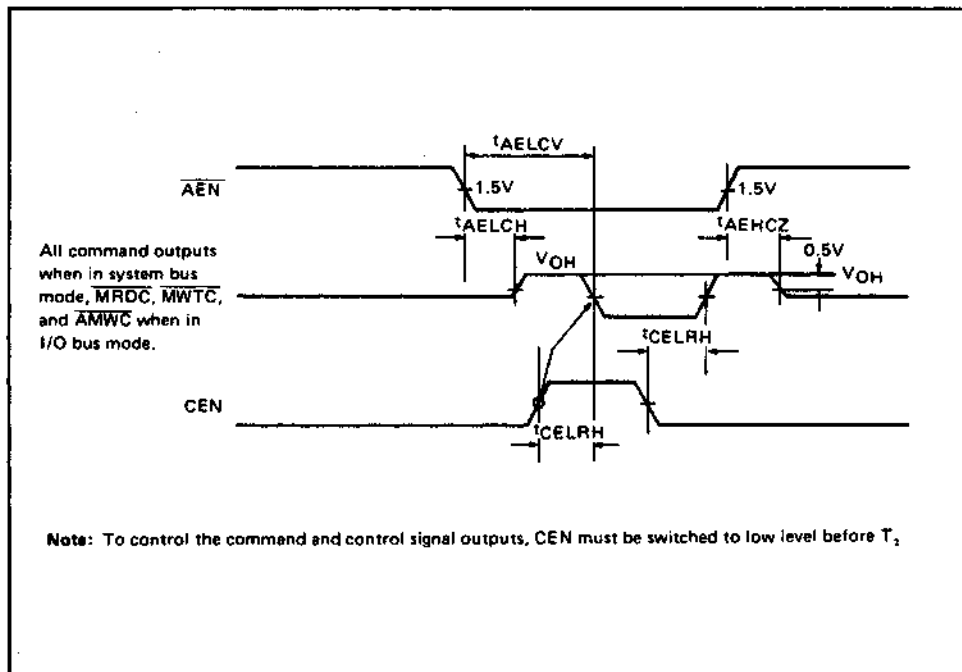 tAELCV
AEN
1.5V
1.5V
tAELCH
tAEHCZ
0.5V
VOH
VOH
All command outputs
when in system bus
mode, MRDC, MWTC,
and AMWC when in
I/O bus mode.
tCELRH
CEN
tCELRH
Note: To control the command and control signal outputs, CEN must be switched to low level before T₂